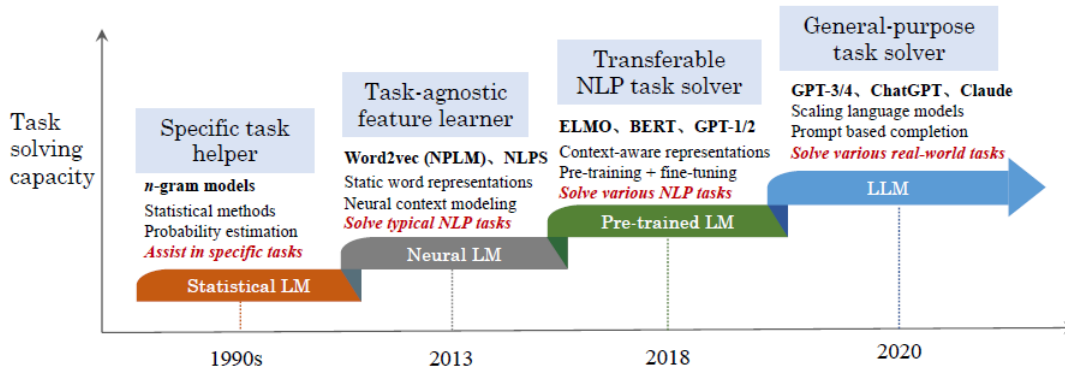 Task
solving
capacity
Specific task
helper
n-gram models
Statistical methods
Probability estimation
Assist in specific tasks
Statistical LM
1990s
Task-agnostic
feature learner
Word2vec (NPLM)、NLPS
Static word representations
Neural context modeling
Solve typical NLP tasks
Neural LM
2013
Transferable
NLP task solver
ELMO、BERT、GPT-1/2
Context-aware representations
Pre-training + fine-tuning
Solve various NLP tasks
Pre-trained LM
2018
General-purpose
task solver
GPT-3/4、ChatGPT、Claude
Scaling language models
Prompt based completion
Solve various real-world tasks
LLM
2020